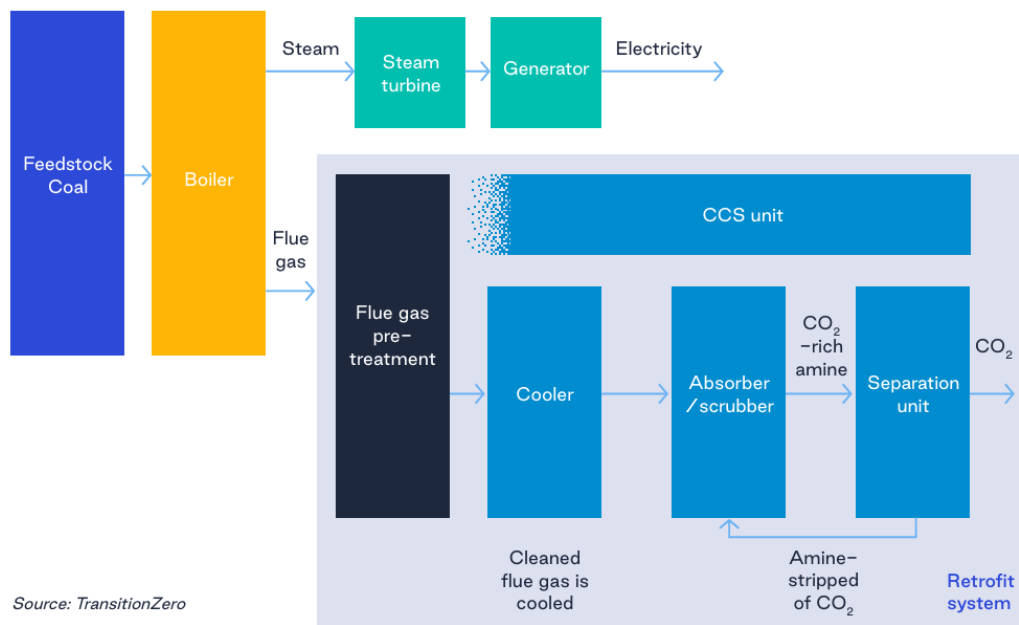 Steam
Steam
turbine
Generator
Electricity
Feedstock
Coal
Boiler
Flue
gas
CCS unit
Flue gas
pre-
treatment
Cooler
Absorber
/scrubber
CO₂
-rich
amine
Separation
unit
CO₂
Cleaned
flue gas is
cooled
Amine-
stripped
of CO₂
Retrofit
system
Source: TransitionZero